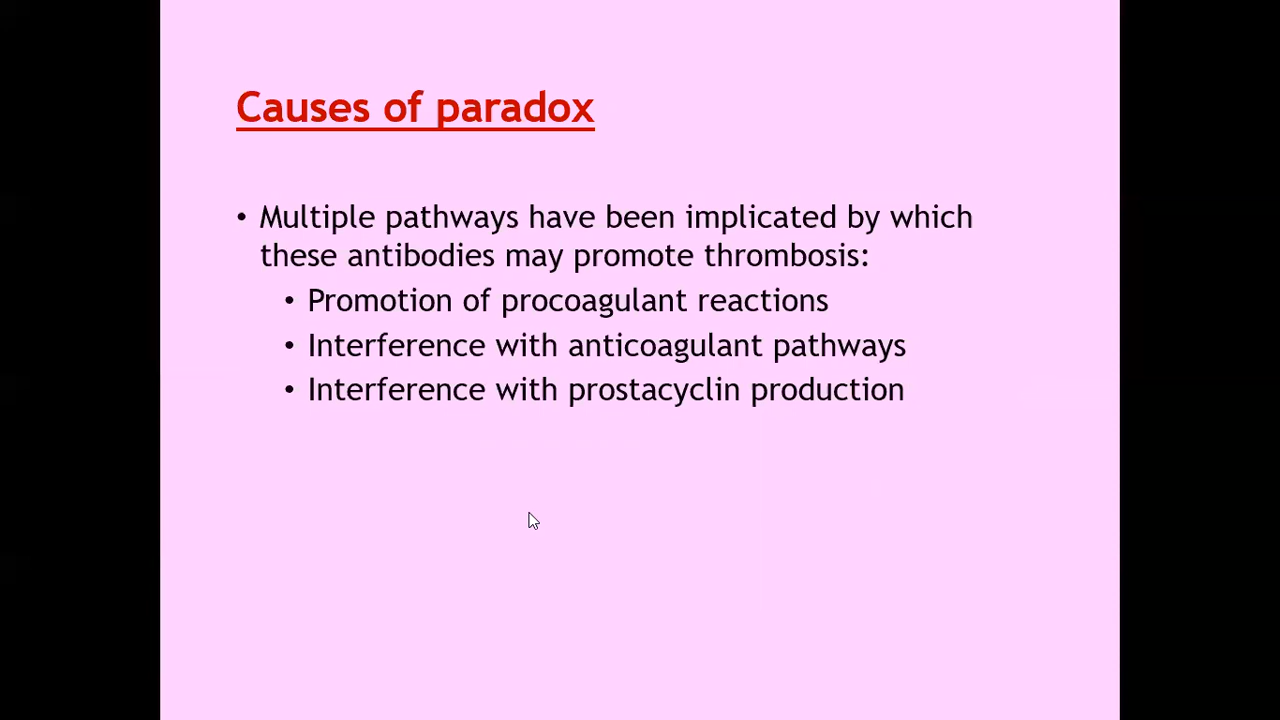 Causes of paradox
• Multiple pathways have been implicated by which
these antibodies may promote thrombosis:
• Promotion of procoagulant reactions
• Interference with anticoagulant pathways
• Interference with prostacyclin production